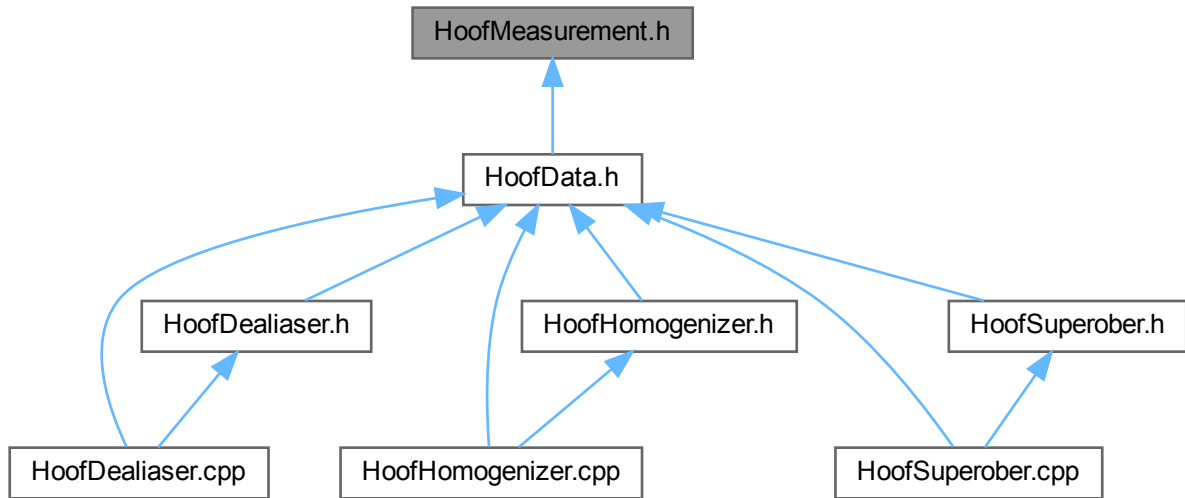 HoofMeasurement.h
HoofData.h
HoofDealiaser.h
HoofHomogenizer.h
HoofSuperober.h
HoofDealiaser.cpp
HoofHomogenizer.cpp
HoofSuperober.cpp